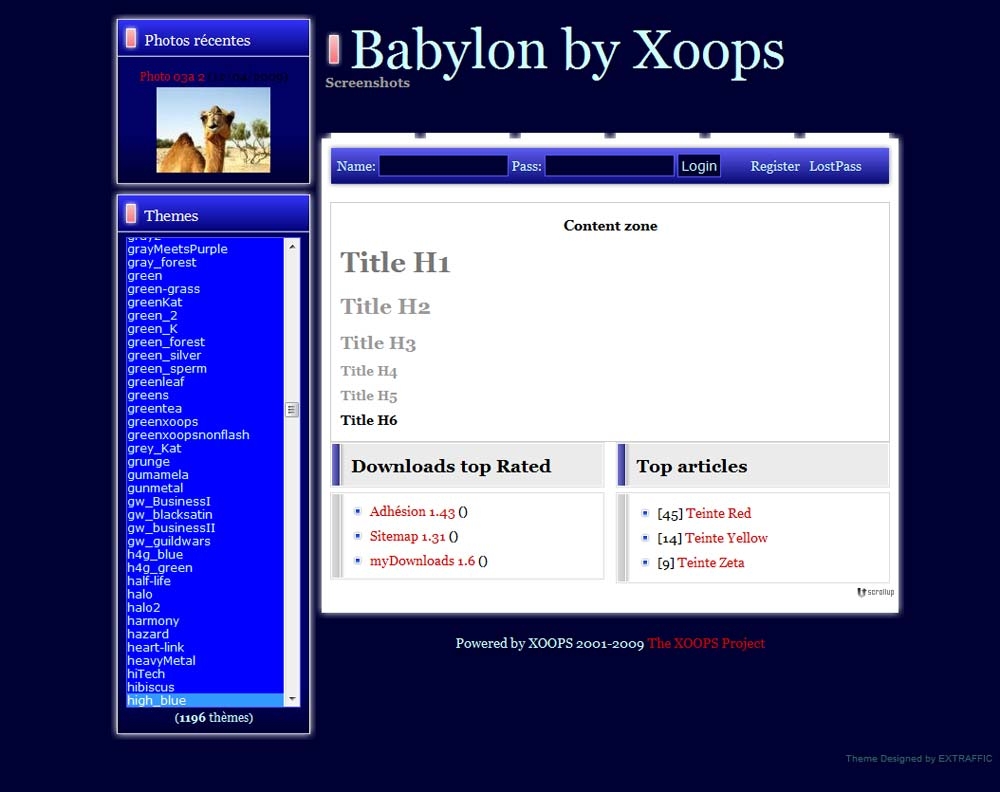 Photos récentes
Photo 03a 2 (12/04/2009)
Themes
gray2
grayMeetsPurple
gray_forest
green
green-grass
greenKat
green_2
green_K
green_forest
green_silver
green_sperm
greenleaf
greens
greentea
greenxoops
greenxoopsnonflash
grey_Kat
grunge
gumamela
gunmetal
gw_BusinessI
gw_blacksatin
gw_businessII
gw_guildwars
h4g_blue
h4g_green
half-life
halo
halo2
harmony
hazard
heart-link
heavyMetal
hiTech
hibiscus
high_blue
(1196 thèmes)
Babylon by Xoops
Screenshots
Name: Pass: Login Register LostPass
Content zone
Title H1
Title H2
Title H3
Title H4
Title H5
Title H6
Downloads top Rated
Adhésion 1.43 ()
Sitemap 1.31 ()
myDownloads 1.6 ()
Top articles
[45] Teinte Red
[14] Teinte Yellow
[9] Teinte Zeta
scrollup
Powered by XOOPS 2001-2009 The XOOPS Project
Theme Designed by EXTRAFFIC